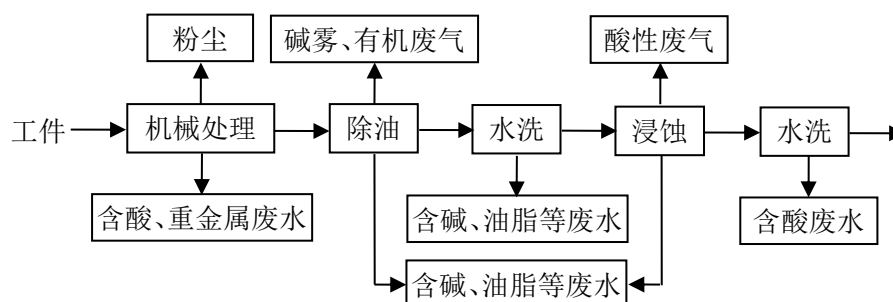 粉尘
碱雾、有机废气
酸性废气
工件
机械处理
除油
水洗
浸蚀
水洗
含酸、重金属废水
含碱、油脂等废水
含酸废水
含碱、油脂等废水